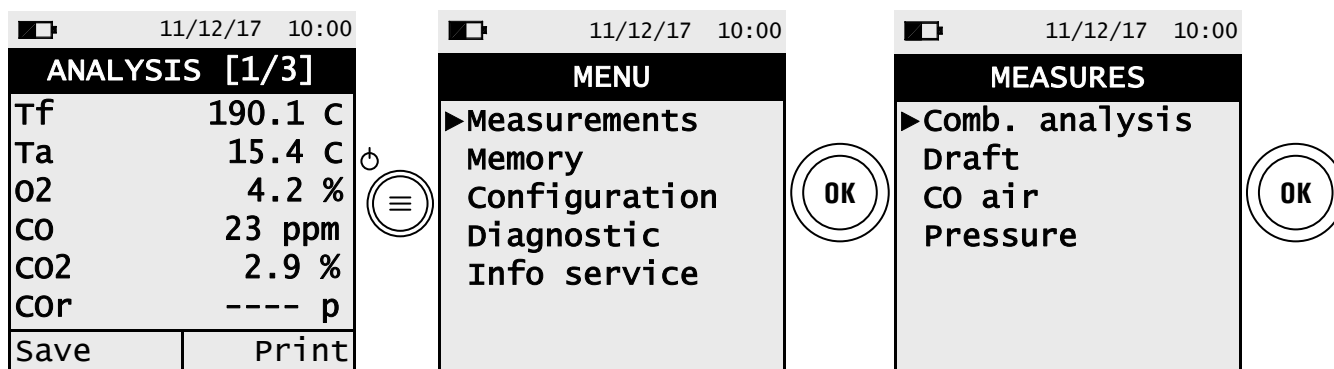 11/12/17 10:00
ANALYSIS [1/3]
Tf 190.1 C
Ta 15.4 C
O2 4.2 %
CO 23 ppm
CO2 2.9 %
COr ---- p
Save Print
11/12/17 10:00
MENU
▶Measurements
Memory
Configuration
Diagnostic
Info service
OK
11/12/17 10:00
MEASURES
▶Comb. analysis
Draft
CO air
Pressure
OK